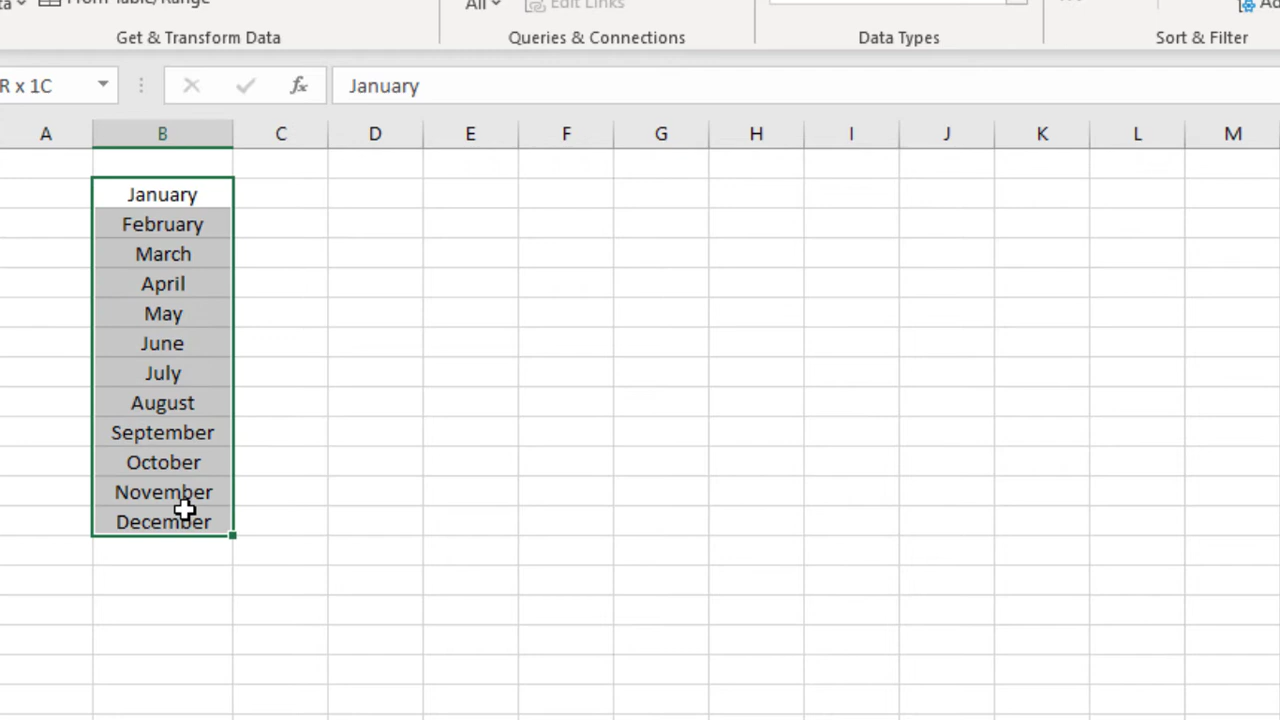 From Table/Range
All
Edit Links
Get & Transform Data
Queries & Connections
Data Types
Sort & Filter
R x 1C
fx
January
A B C D E F G H I J K L M
January
February
March
April
May
June
July
August
September
October
November
December